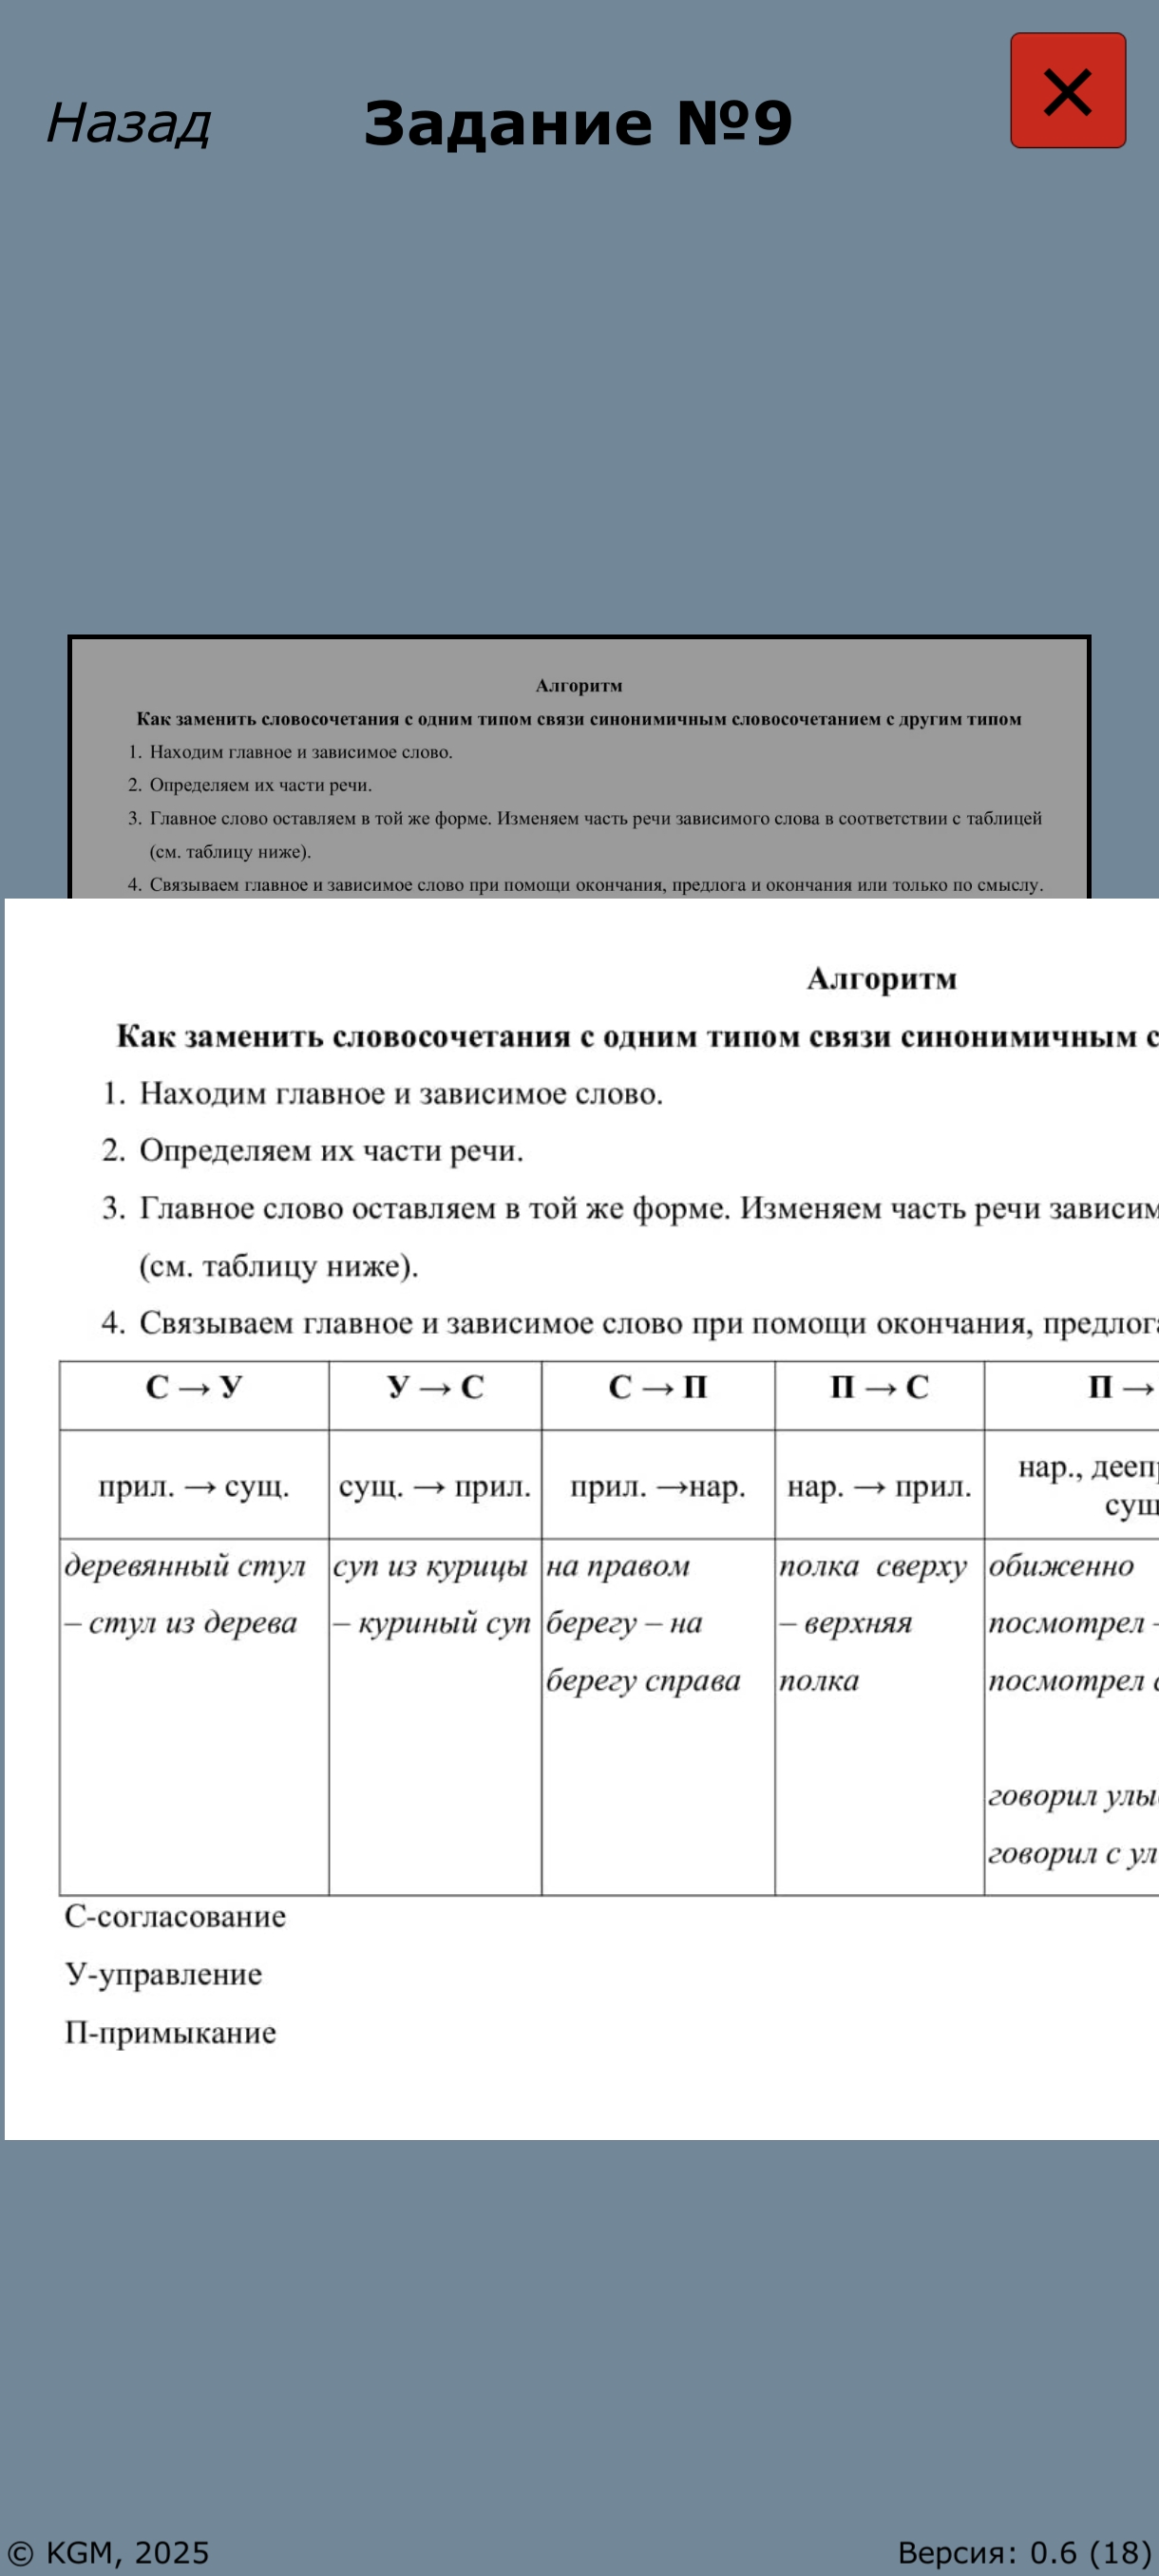 Назад
Задание №9
Алгоритм
Как заменить словосочетания с одним типом связи синонимичным словосочетанием с другим типом
1. Находим главное и зависимое слово.
2. Определяем их части речи.
3. Главное слово оставляем в той же форме. Изменяем часть речи зависимого слова в соответствии с таблицей
(см. таблицу ниже).
4. Связываем главное и зависимое слово при помощи окончания, предлога и окончания или только по смыслу.
Алгоритм
Как заменить словосочетания с одним типом связи синонимичным с
1. Находим главное и зависимое слово.
2. Определяем их части речи.
3. Главное слово оставляем в той же форме. Изменяем часть речи зависим
(см. таблицу ниже).
4. Связываем главное и зависимое слово при помощи окончания, предлога
С → У У → С С → П П → С П →
прил. → сущ. сущ. → прил. прил. →нар. нар. → прил. нар., дееп
сущ
деревянный стул суп из курицы на правом полка сверху обиженно
– стул из дерева – куриный суп берегу – на – верхняя посмотрел –
берегу справа полка посмотрел с
говорил улы
говорил с ул
С-согласование
У-управление
П-примыкание
© KGM, 2025
Версия: 0.6 (18)